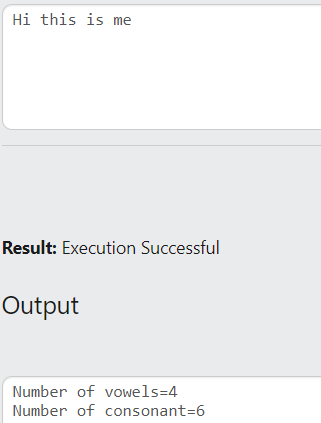 Hi this is me
Result: Execution Successful
Output
Number of vowels=4
Number of consonant=6